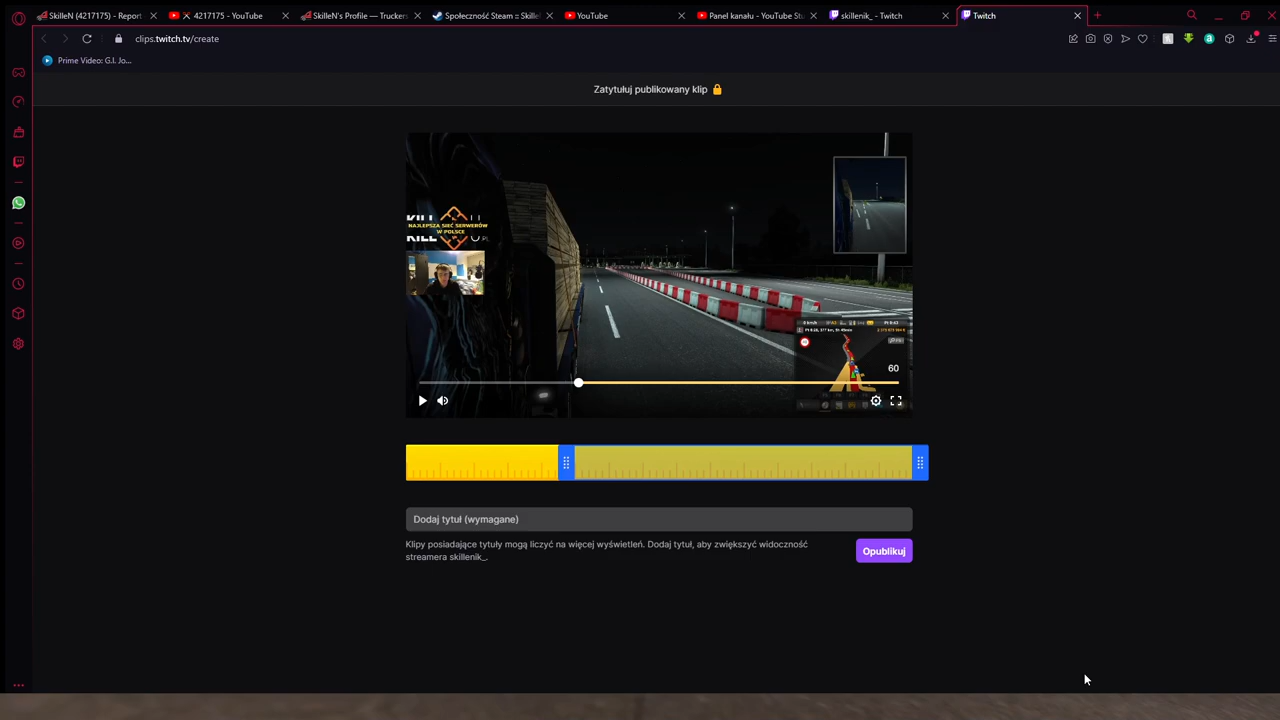 SkilleN (4217175) - Report
4217175 - YouTube
SkilleN's Profile — Truckers
Społeczność Steam :: Skille
YouTube
Panel kanału - YouTube Stu
skillenik_ - Twitch
Twitch
clips.twitch.tv/create
Prime Video: G.I. Jo...
Zatytułuj publikowany klip
NAJLEPSZA SIEĆ SERWERÓW
W POLSCE
60
Dodaj tytuł (wymagane)
Klipy posiadające tytuły mogą liczyć na więcej wyświetleń. Dodaj tytuł, aby zwiększyć widoczność
streamera skillenik_.
Opublikuj